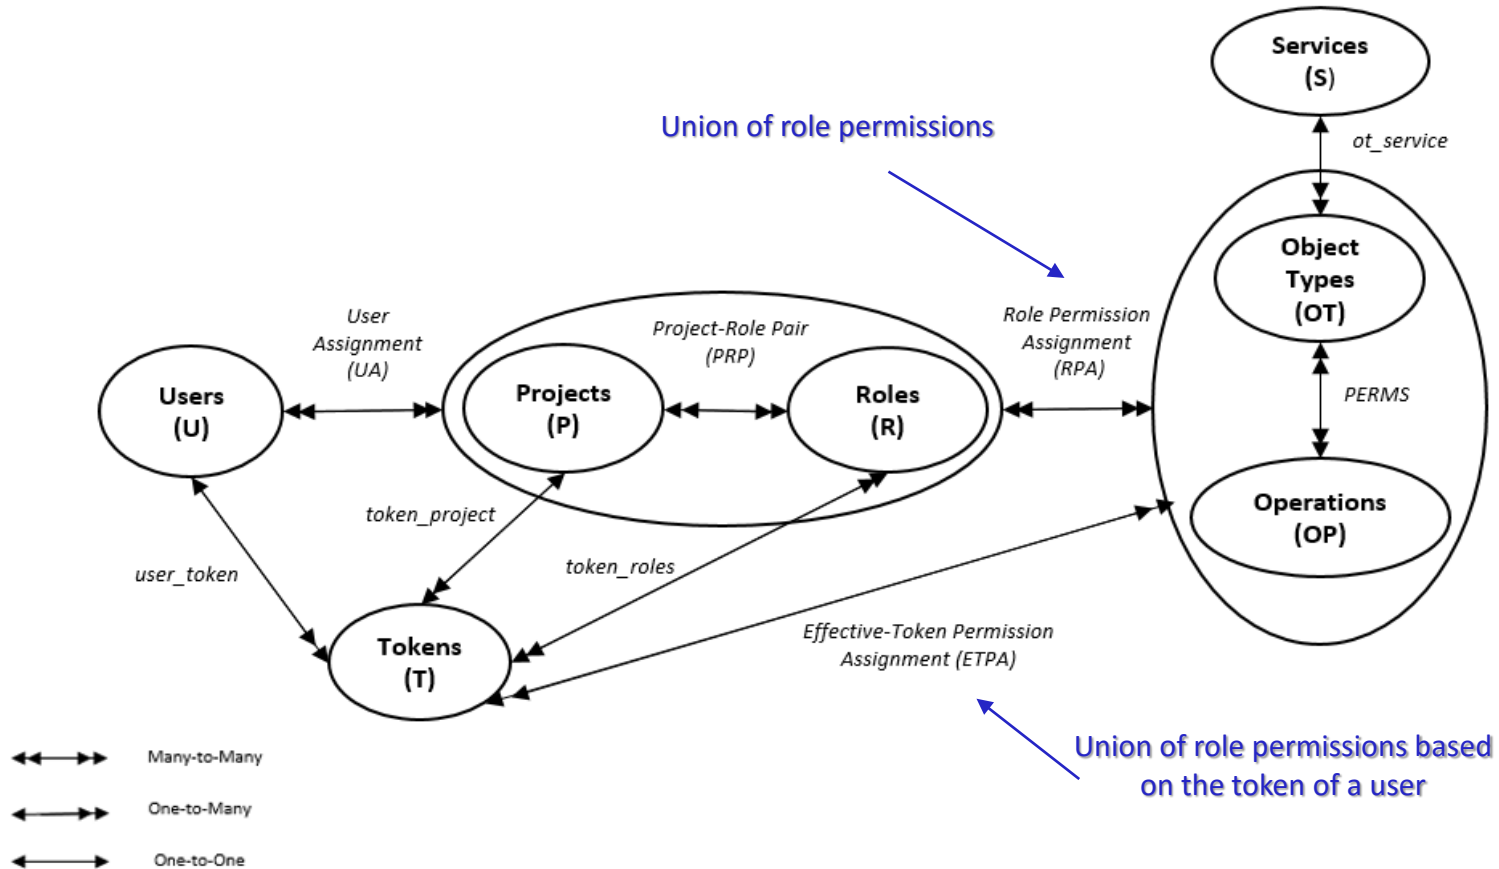 Services
(S)
Union of role permissions
ot_service
Object
Types
(OT)
User
Assignment
(UA)
Project-Role Pair
(PRP)
Role Permission
Assignment
(RPA)
Users
(U)
Projects
(P)
Roles
(R)
PERMS
Operations
(OP)
token_project
user_token
token_roles
Tokens
(T)
Effective-Token Permission
Assignment (ETPA)
Union of role permissions based
on the token of a user
Many-to-Many
One-to-Many
One-to-One